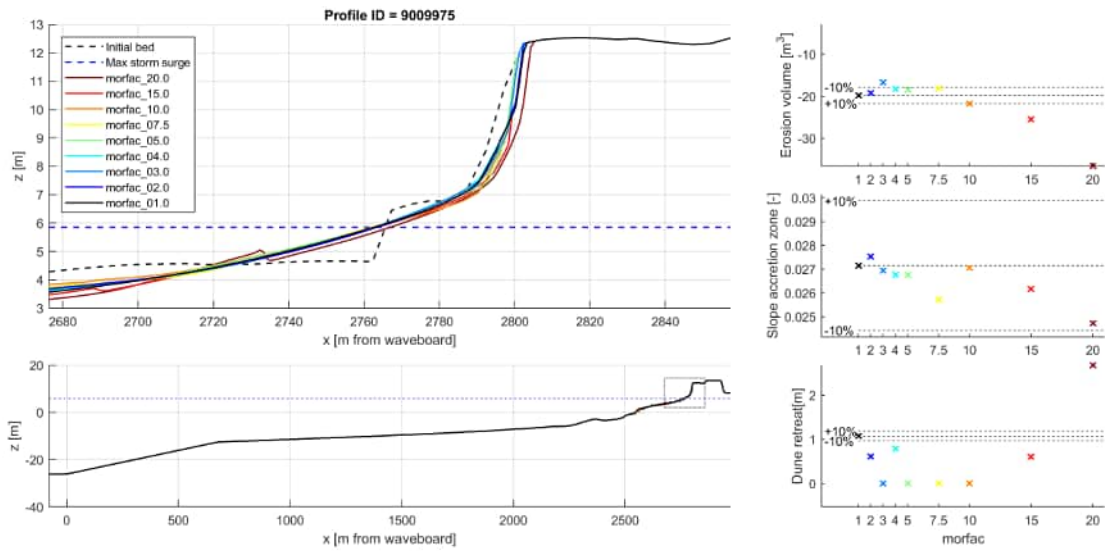 Profile ID = 9009975
13
12
11
10
9
8
7
6
5
4
3
z [m]
Initial bed
Max storm surge
morfac_20.0
morfac_15.0
morfac_10.0
morfac_07.5
morfac_05.0
morfac_04.0
morfac_03.0
morfac_02.0
morfac_01.0
2680 2700 2720 2740 2760 2780 2800 2820 2840
x [m from waveboard]
20
0
-20
-40
z [m]
0 500 1000 1500 2000 2500
x [m from waveboard]
Erosion volume [m³]
-10
-20
-30
-10%
+10%
1 2 3 4 5 7.5 10 15 20
Slope accretion zone [-]
0.03
0.029
0.028
0.027
0.026
0.025
+10%
-10%
1 2 3 4 5 7.5 10 15 20
Dune retreat[m]
2
1
0
+10%
-10%
1 2 3 4 5 7.5 10 15 20
morfac